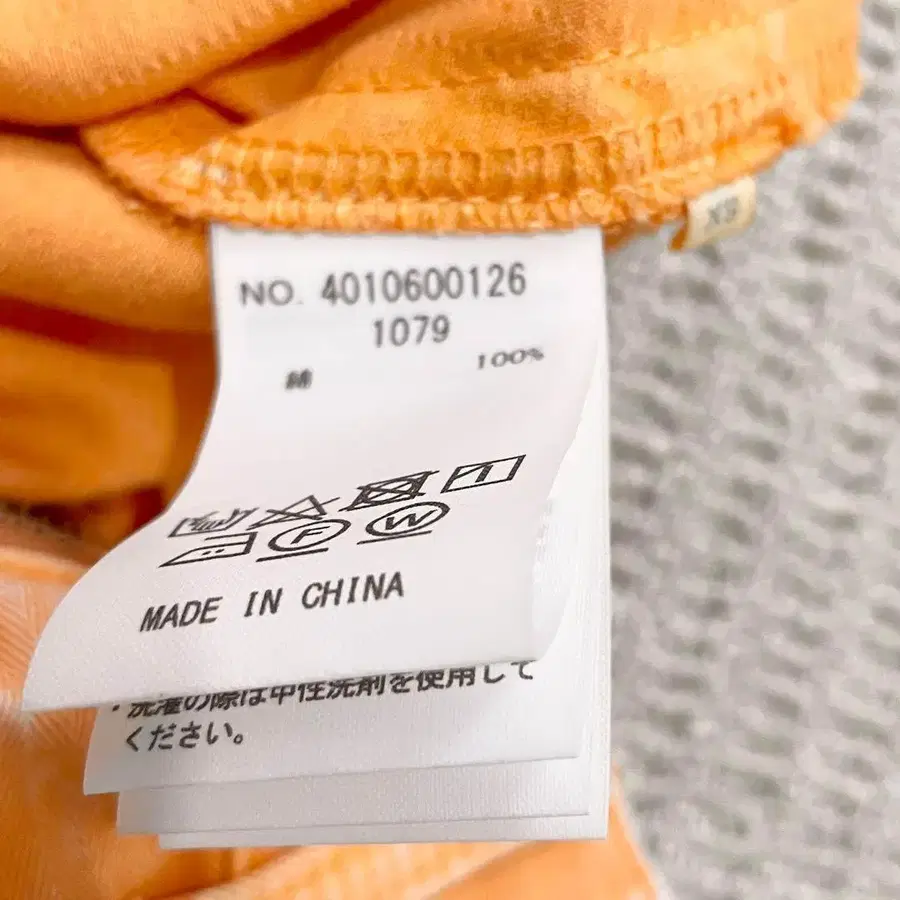 XS
NO. 4010600126
1079
綿 100%
F W
MADE IN CHINA
・洗濯の際は中性洗剤を使用して
ください。